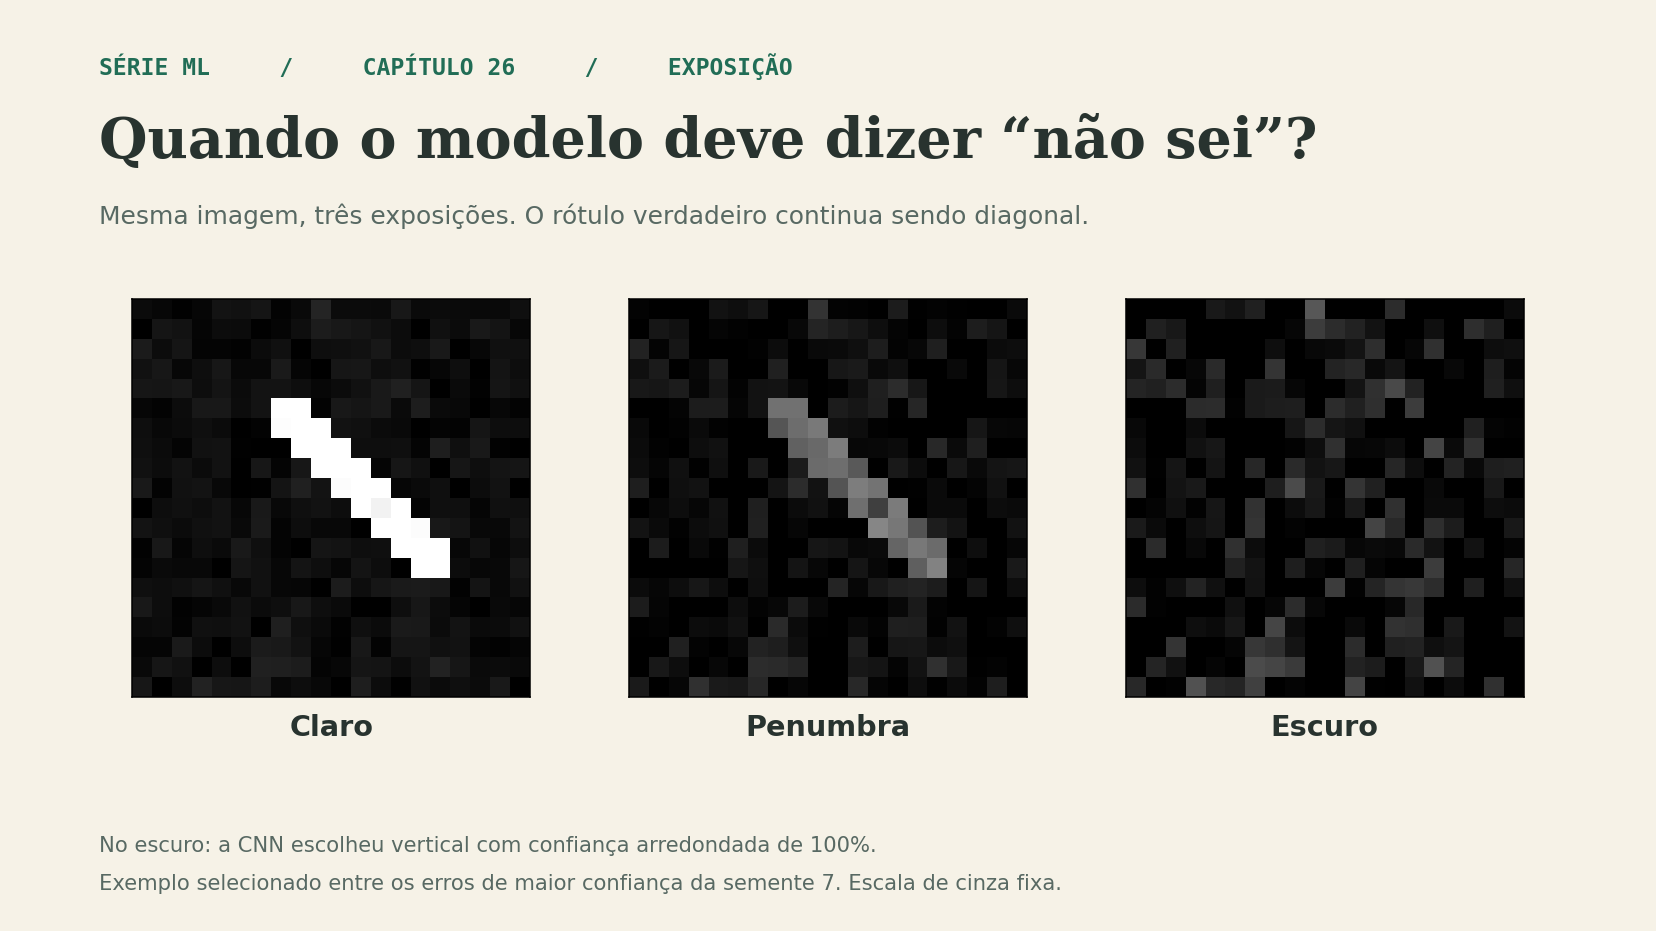 SÉRIE ML / CAPÍTULO 26 / EXPOSIÇÃO
Quando o modelo deve dizer “não sei”?
Mesma imagem, três exposições. O rótulo verdadeiro continua sendo diagonal.
Claro
Penumbra
Escuro
No escuro: a CNN escolheu vertical com confiança arredondada de 100%.
Exemplo selecionado entre os erros de maior confiança da semente 7. Escala de cinza fixa.